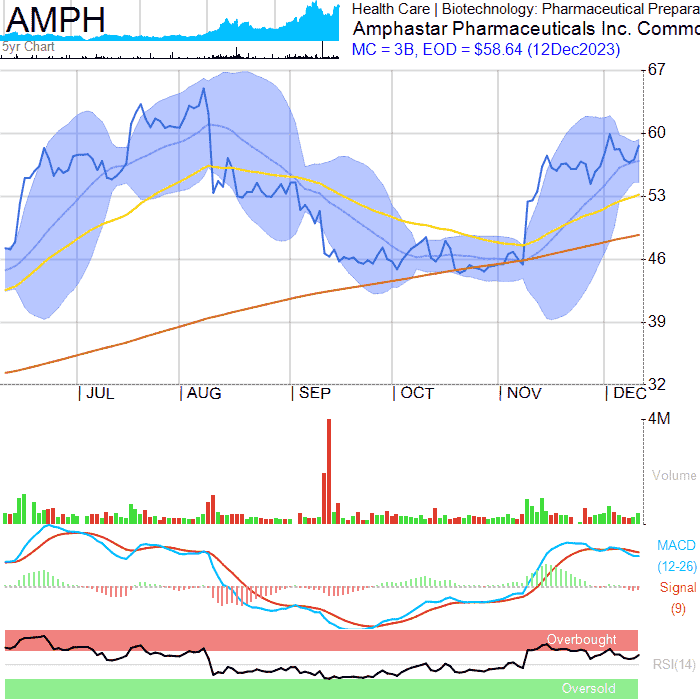 AMPH
5yr Chart
Health Care | Biotechnology: Pharmaceutical Prepara
Amphastar Pharmaceuticals Inc. Commo
MC = 3B, EOD = $58.64 (12Dec2023)
67
60
53
46
39
32
| JUL | AUG | SEP | OCT | NOV | DEC
4M
Volume
MACD
(12-26)
Signal
(9)
Overbought
RSI(14)
Oversold